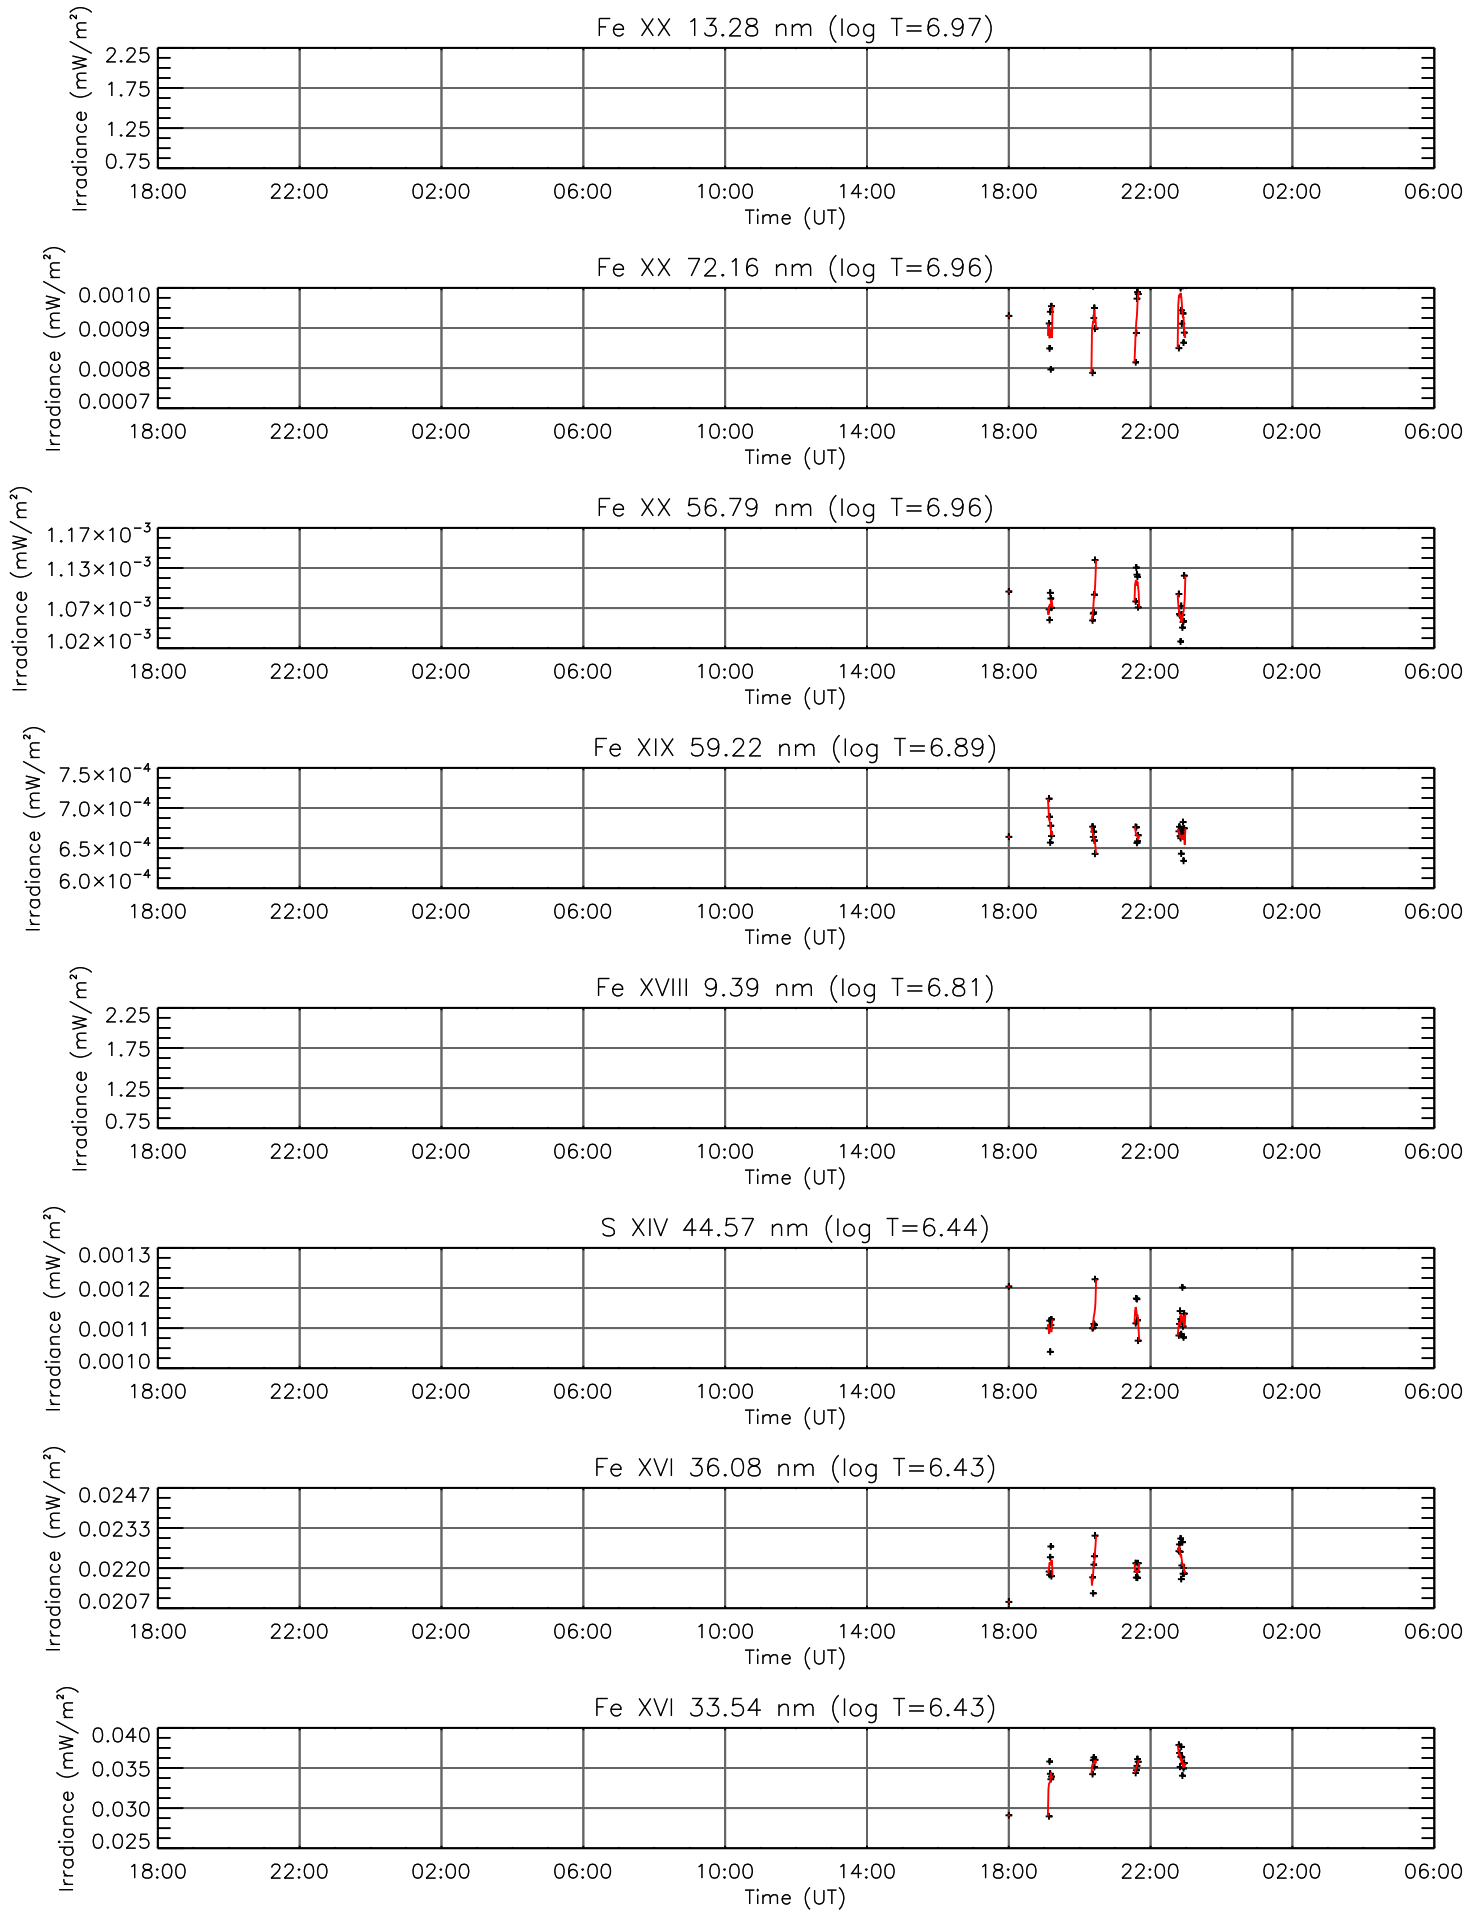 Fe XX 13.28 nm (log T=6.97)
Irradiance (mW/m²)
2.25
1.75
1.25
0.75
18:00 22:00 02:00 06:00 10:00 14:00 18:00 22:00 02:00 06:00
Time (UT)
Fe XX 72.16 nm (log T=6.96)
Irradiance (mW/m²)
0.0010
0.0009
0.0008
0.0007
18:00 22:00 02:00 06:00 10:00 14:00 18:00 22:00 02:00 06:00
Time (UT)
Fe XX 56.79 nm (log T=6.96)
Irradiance (mW/m²)
1.17×10⁻³
1.13×10⁻³
1.07×10⁻³
1.02×10⁻³
18:00 22:00 02:00 06:00 10:00 14:00 18:00 22:00 02:00 06:00
Time (UT)
Fe XIX 59.22 nm (log T=6.89)
Irradiance (mW/m²)
7.5×10⁻⁴
7.0×10⁻⁴
6.5×10⁻⁴
6.0×10⁻⁴
18:00 22:00 02:00 06:00 10:00 14:00 18:00 22:00 02:00 06:00
Time (UT)
Fe XVIII 9.39 nm (log T=6.81)
Irradiance (mW/m²)
2.25
1.75
1.25
0.75
18:00 22:00 02:00 06:00 10:00 14:00 18:00 22:00 02:00 06:00
Time (UT)
S XIV 44.57 nm (log T=6.44)
Irradiance (mW/m²)
0.0013
0.0012
0.0011
0.0010
18:00 22:00 02:00 06:00 10:00 14:00 18:00 22:00 02:00 06:00
Time (UT)
Fe XVI 36.08 nm (log T=6.43)
Irradiance (mW/m²)
0.0247
0.0233
0.0220
0.0207
18:00 22:00 02:00 06:00 10:00 14:00 18:00 22:00 02:00 06:00
Time (UT)
Fe XVI 33.54 nm (log T=6.43)
Irradiance (mW/m²)
0.040
0.035
0.030
0.025
18:00 22:00 02:00 06:00 10:00 14:00 18:00 22:00 02:00 06:00
Time (UT)